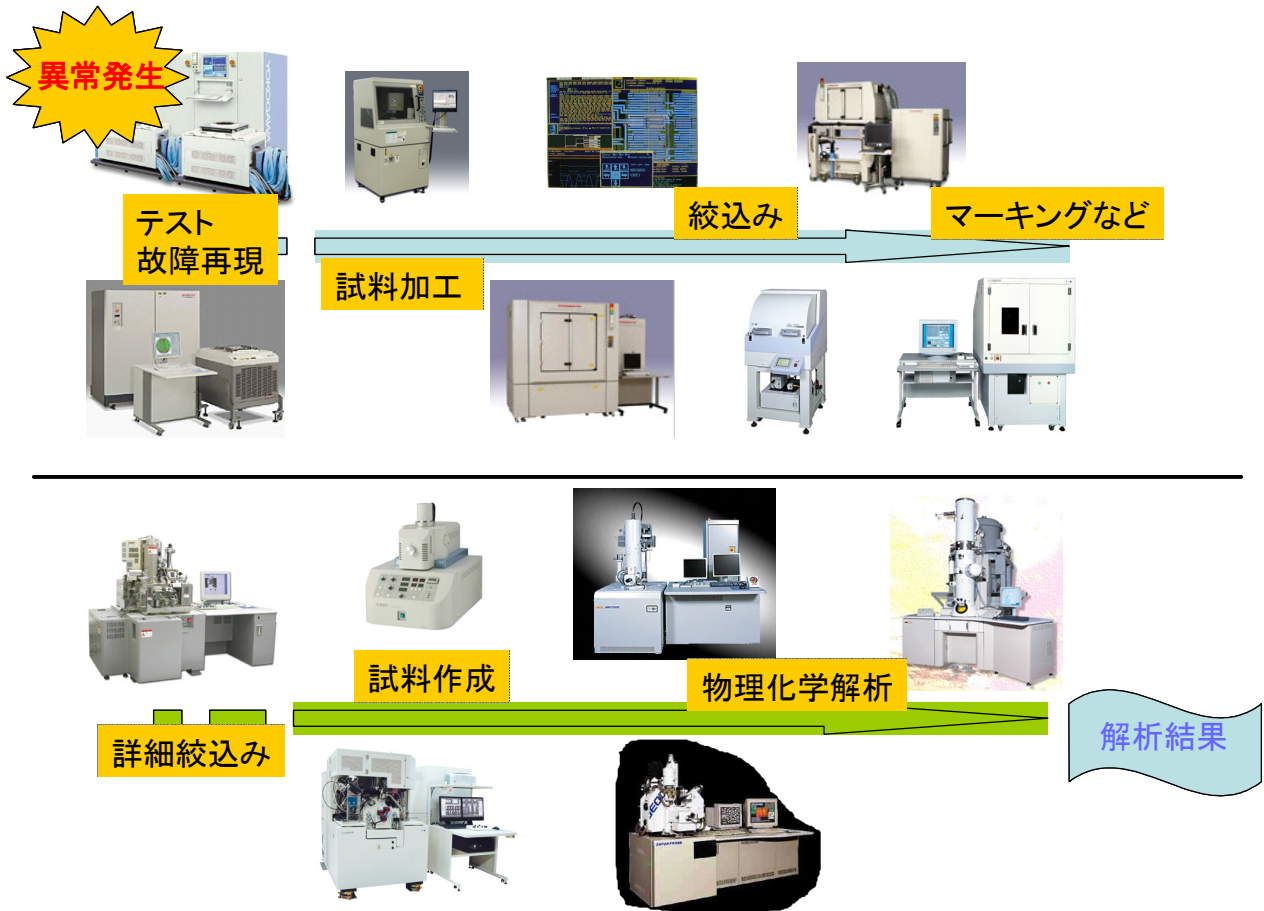 異常発生
YOKOGAWA
テスト
故障再現
試料加工
絞込み
マーキングなど
詳細絞込み
試料作成
物理化学解析
解析結果
JEOL